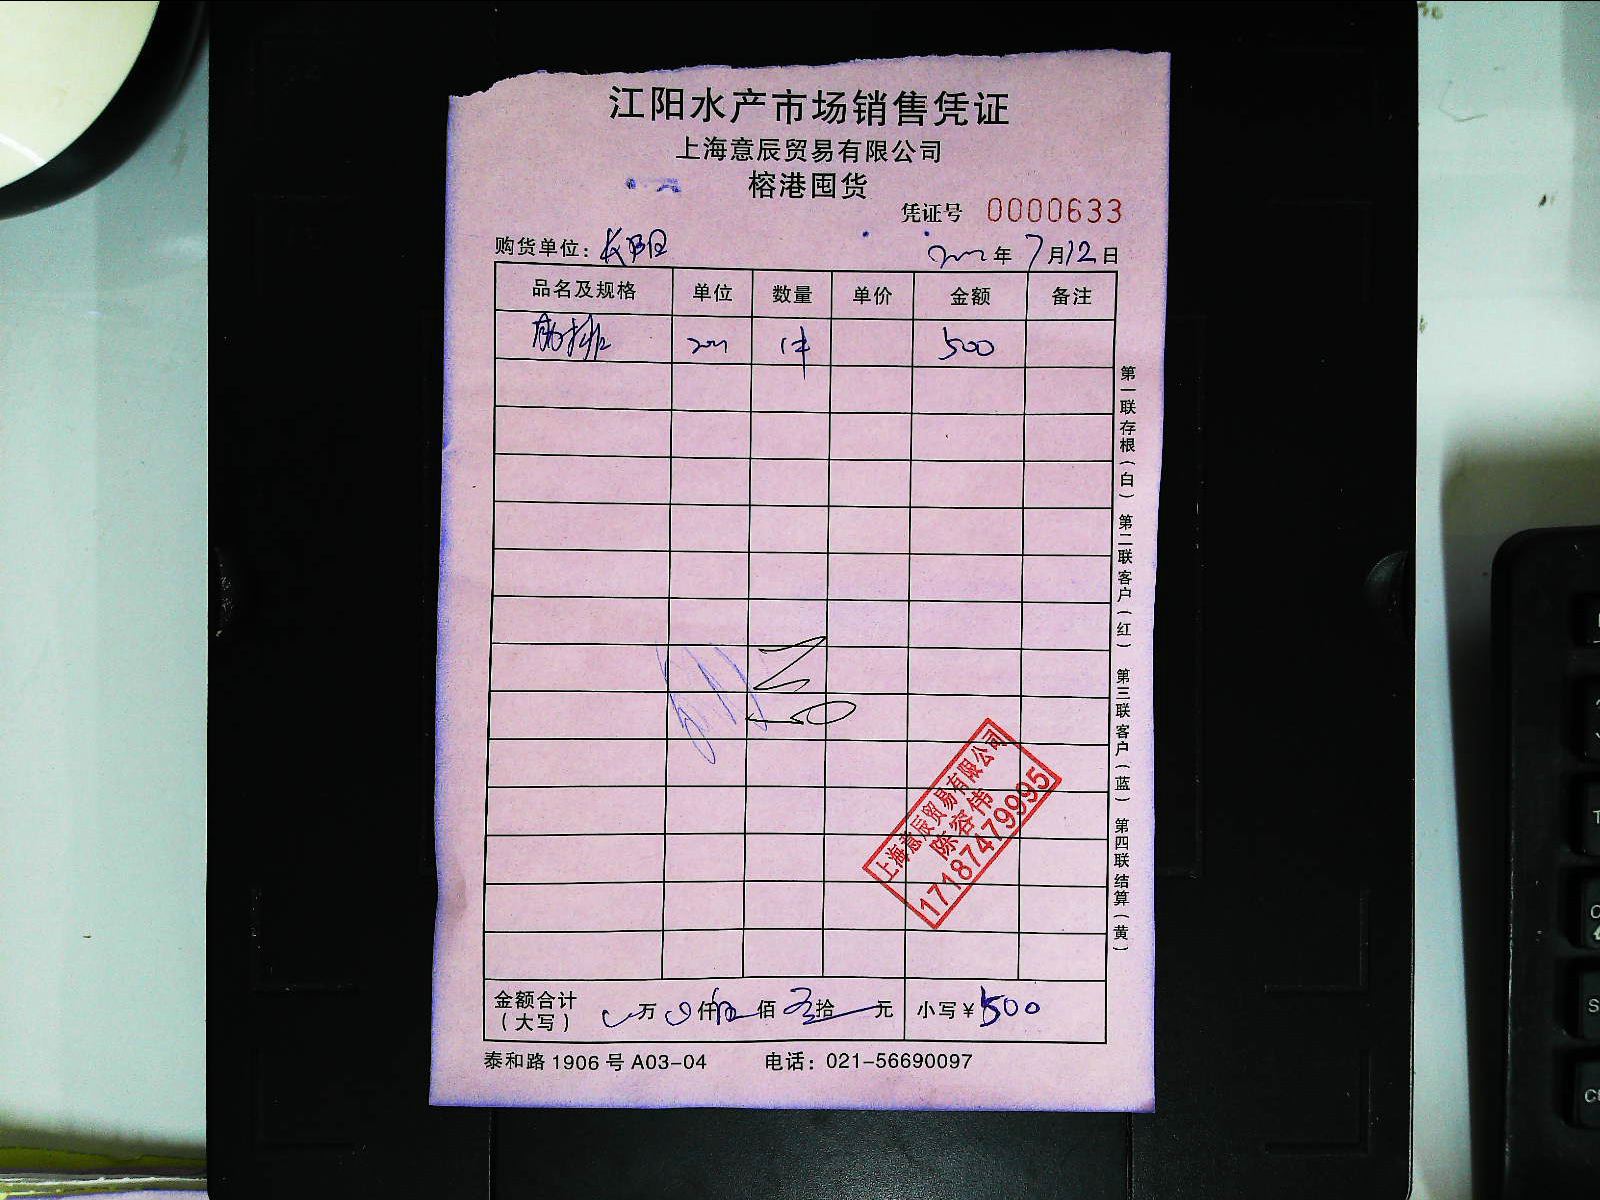 江阳水产市场销售凭证
上海意辰贸易有限公司
榕港囤货
凭证号 0000633
购货单位：
年 7月12日
品名及规格 单位 数量 单价 金额 备注
1件 500
第一联存根（白） 第二联客户（红） 第三联客户（蓝） 第四联结算（黄）
上海意辰贸易有限公司
陈容伟
17187479995
金额合计（大写） 万 仟 伍佰 拾 元 小写¥500
泰和路1906号A03-04 电话：021-56690097